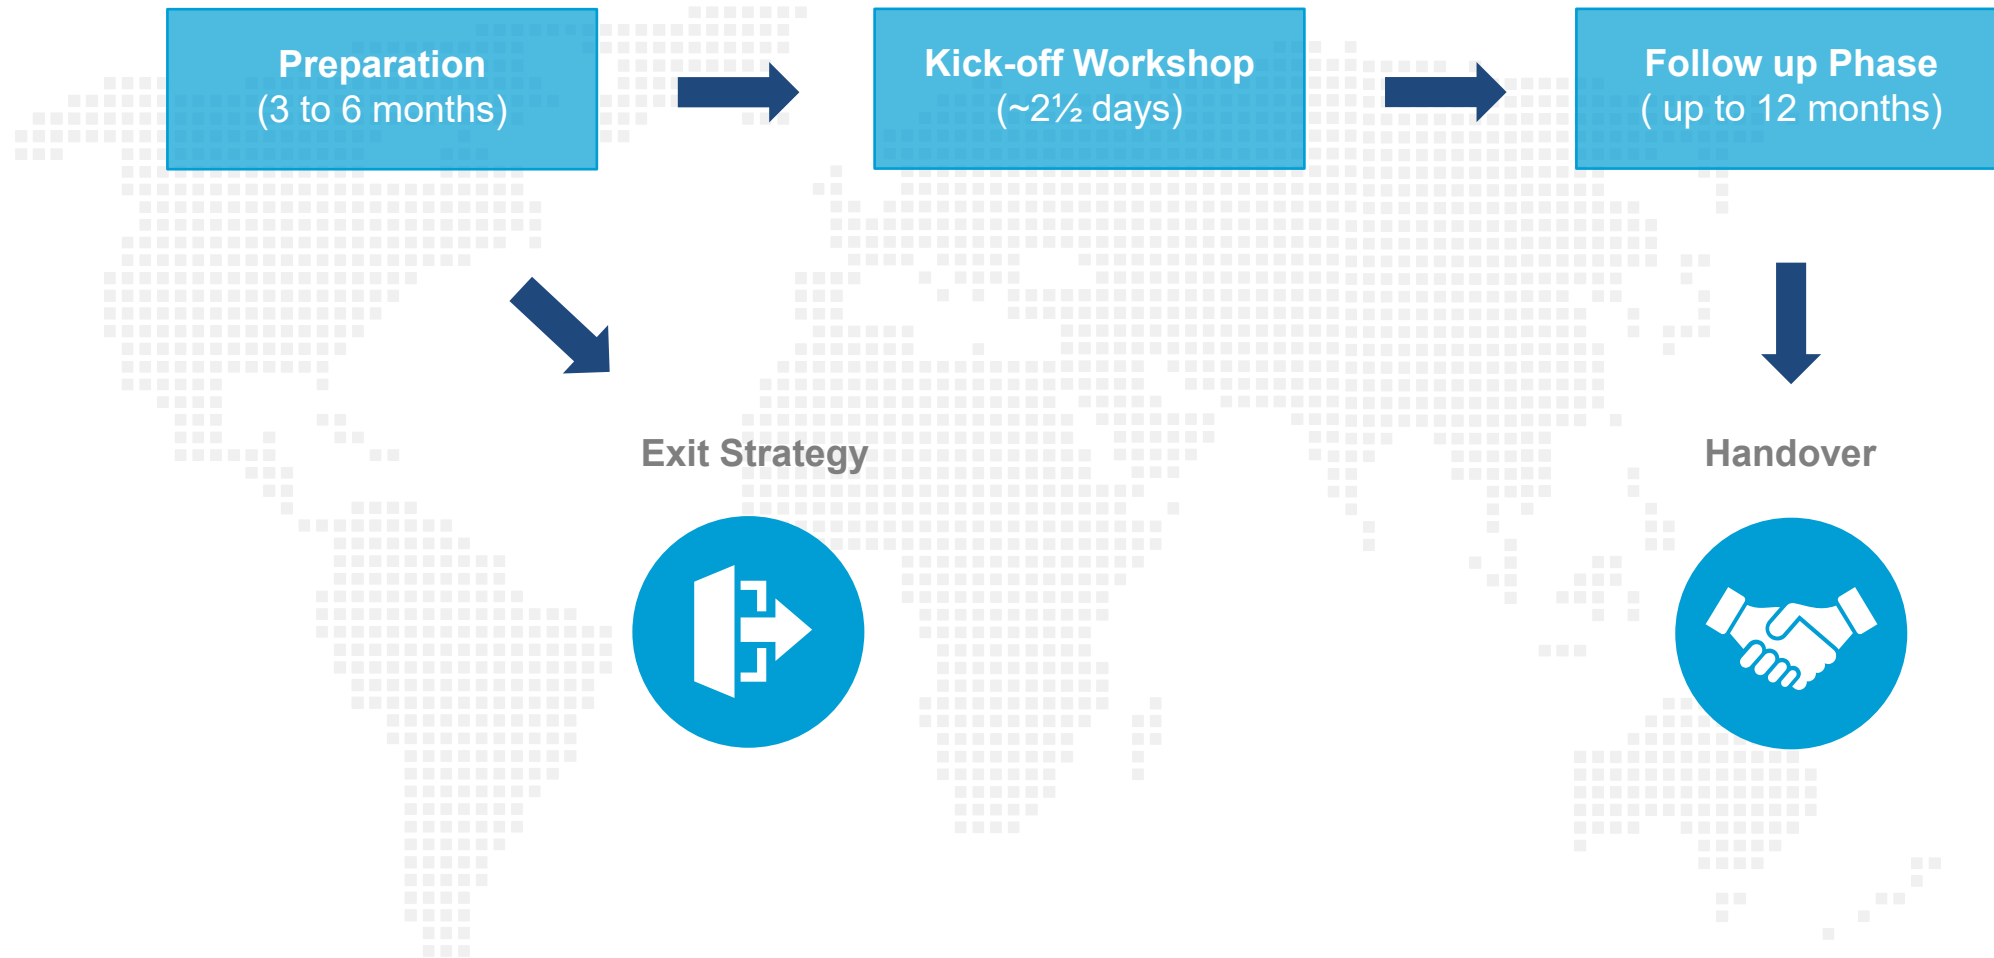 Preparation
(3 to 6 months)
Kick-off Workshop
(~2½ days)
Follow up Phase
( up to 12 months)
Exit Strategy
Handover